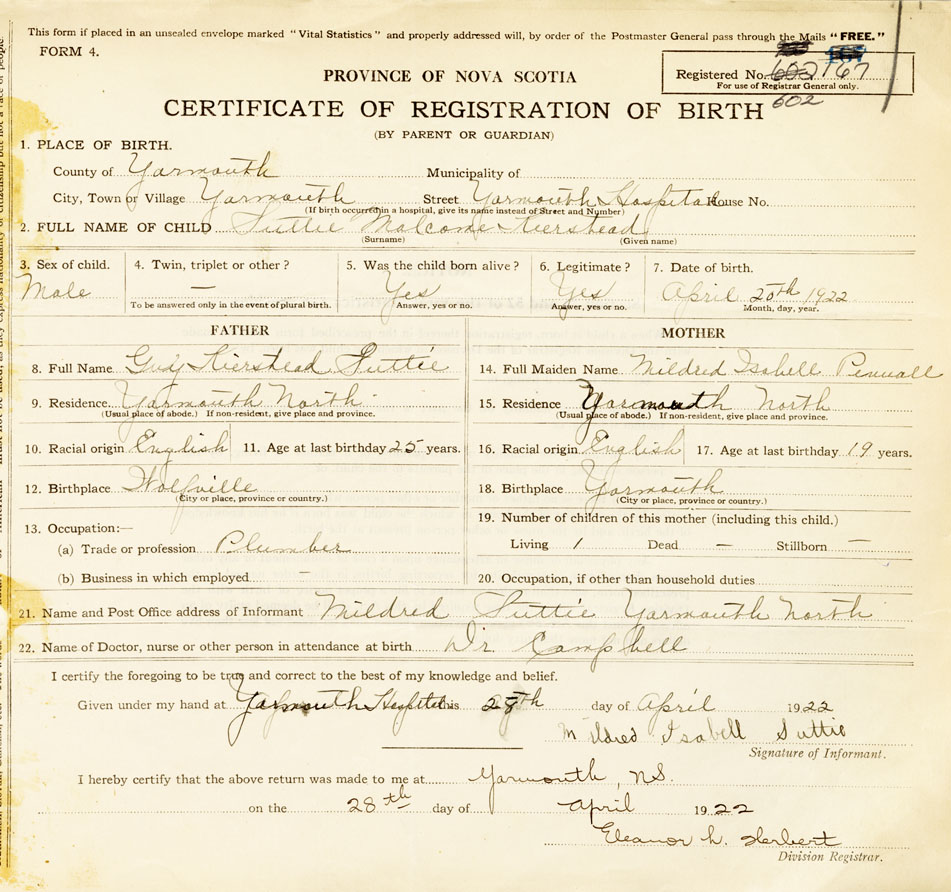 This form if placed in an unsealed envelope marked "Vital Statistics" and properly addressed will, by order of the Postmaster General pass through the Mails "FREE."
FORM 4.
167
PROVINCE OF NOVA SCOTIA
Registered No. 602 167
For use of Registrar General only.
602
CERTIFICATE OF REGISTRATION OF BIRTH
(BY PARENT OR GUARDIAN)
1. PLACE OF BIRTH.
County of Yarmouth Municipality of
City, Town or Village Yarmouth Street Yarmouth Hospital House No.
(If birth occurred in a hospital, give its name instead of Street and Number)
2. FULL NAME OF CHILD Suttie Malcome Kierstead
(Surname) (Given name)
3. Sex of child. 4. Twin, triplet or other? 5. Was the child born alive? 6. Legitimate? 7. Date of birth.
Male — Yes Yes April 20th 1922
To be answered only in the event of plural birth. Answer, yes or no. Answer, yes or no. Month, day, year.
FATHER MOTHER
8. Full Name Guy Kierstead Suttie 14. Full Maiden Name Mildred Isabell
9. Residence Yarmouth North 15. Residence Yarmouth North
(Usual place of abode.) If non-resident, give place and province. (Usual place of abode.) If non-resident, give place and province.
10. Racial origin English 11. Age at last birthday 25 years. 16. Racial origin English 17. Age at last birthday 19 years.
12. Birthplace Wolfville 18. Birthplace Yarmouth
(City or place, province or country.) (City or place, province or country.)
13. Occupation:— 19. Number of children of this mother (including this child.)
(a) Trade or profession Plumber Living 1 Dead — Stillborn —
(b) Business in which employed – 20. Occupation, if other than household duties
21. Name and Post Office address of Informant Mildred Suttie Yarmouth North
22. Name of Doctor, nurse or other person in attendance at birth Dr. Campbell
I certify the foregoing to be true and correct to the best of my knowledge and belief.
Given under my hand at Yarmouth Hospital this 28th day of April 1922
Mildred Isabell Suttie
Signature of Informant.
I hereby certify that the above return was made to me at Yarmouth, N.S.
on the 28th day of April 1922
Eleanor L. Herbert
Division Registrar.